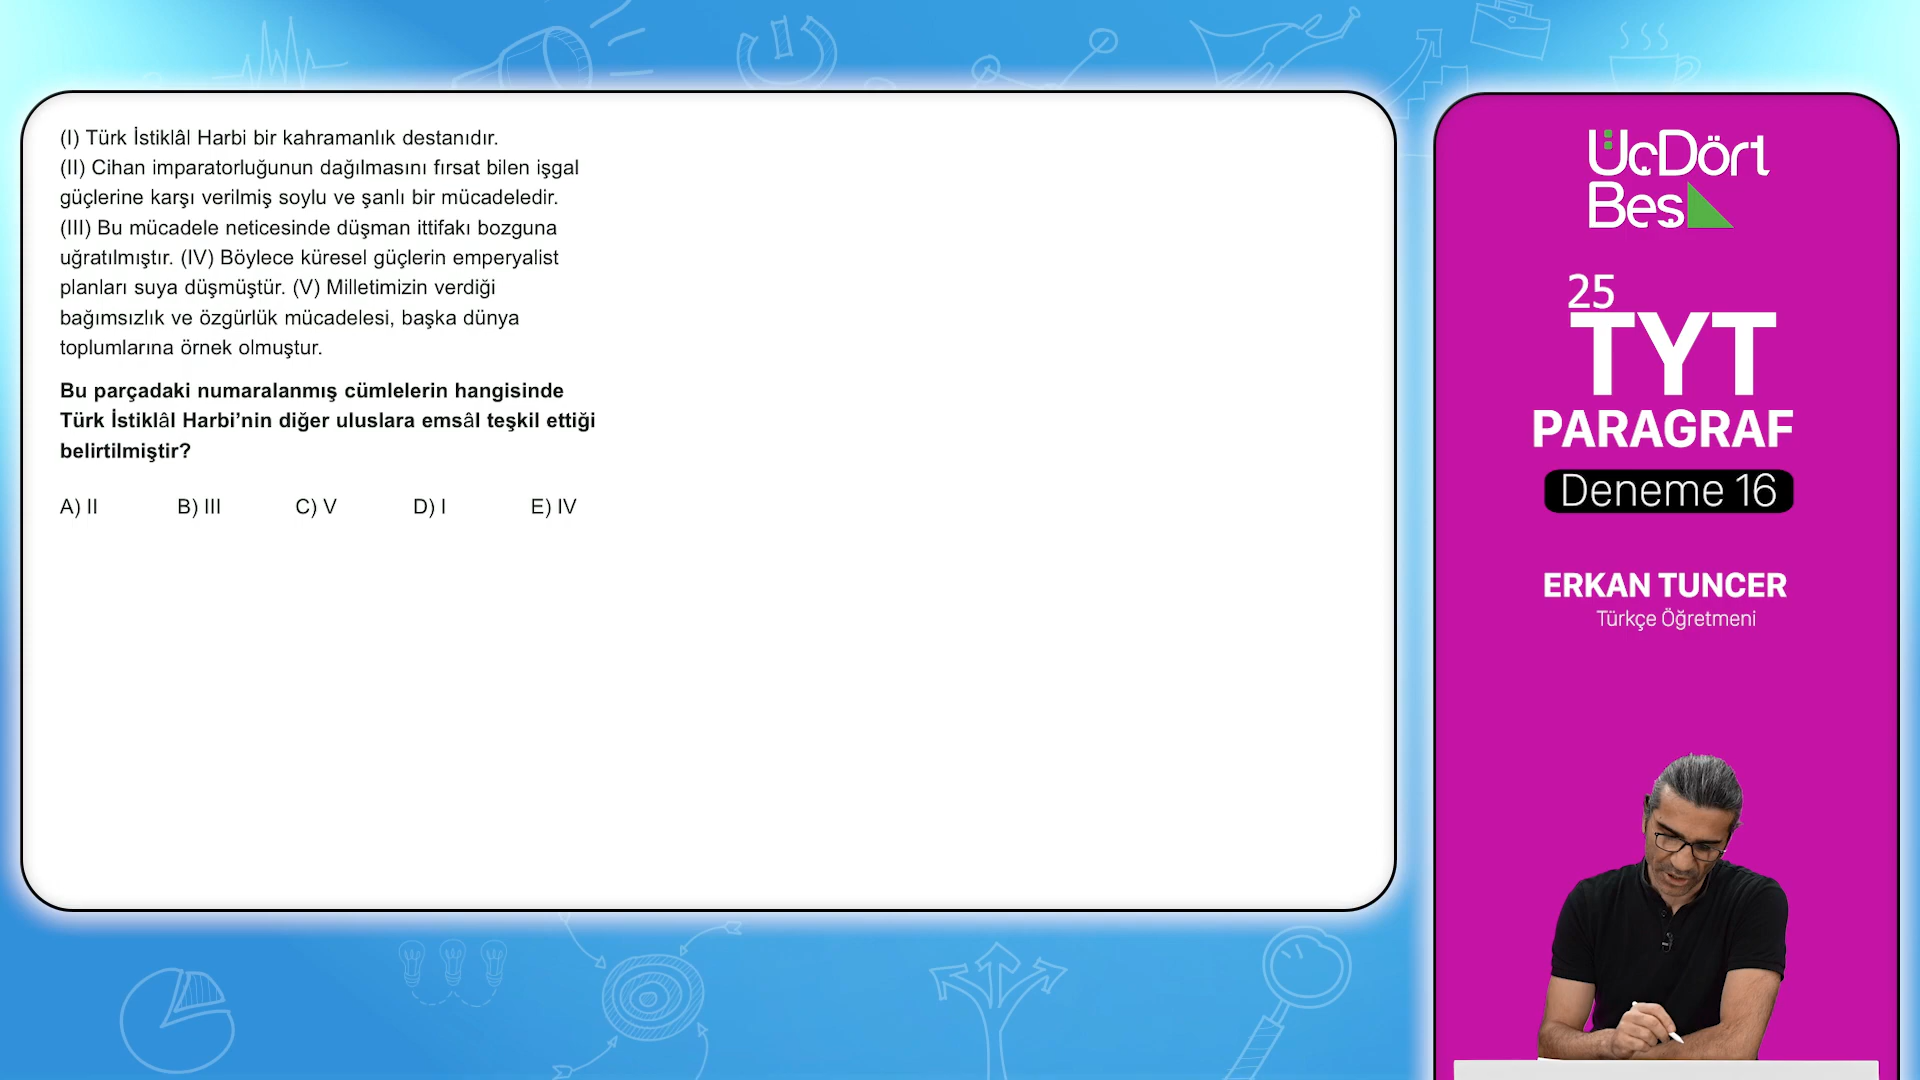 (I) Türk İstiklâl Harbi bir kahramanlık destanıdır.
(II) Cihan imparatorluğunun dağılmasını fırsat bilen işgal
güçlerine karşı verilmiş soylu ve şanlı bir mücadeledir.
(III) Bu mücadele neticesinde düşman ittifakı bozguna
uğratılmıştır. (IV) Böylece küresel güçlerin emperyalist
planları suya düşmüştür. (V) Milletimizin verdiği
bağımsızlık ve özgürlük mücadelesi, başka dünya
toplumlarına örnek olmuştur.
Bu parçadaki numaralanmış cümlelerin hangisinde
Türk İstiklâl Harbi’nin diğer uluslara emsâl teşkil ettiği
belirtilmiştir?
A) II B) III C) V D) I E) IV
ÜçDört
Beş
25
TYT
PARAGRAF
Deneme 16
ERKAN TUNCER
Türkçe Öğretmeni